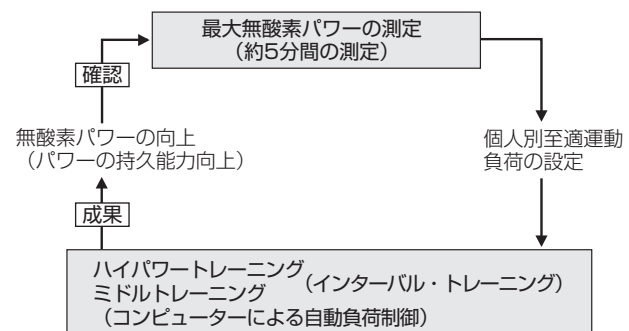 最大無酸素パワーの測定
(約5分間の測定)
確認
無酸素パワーの向上
(パワーの持久能力向上)
個人別至適運動
負荷の設定
成果
ハイパワートレーニング
ミドルトレーニング
(インターバル・トレーニング)
(コンピューターによる自動負荷制御)